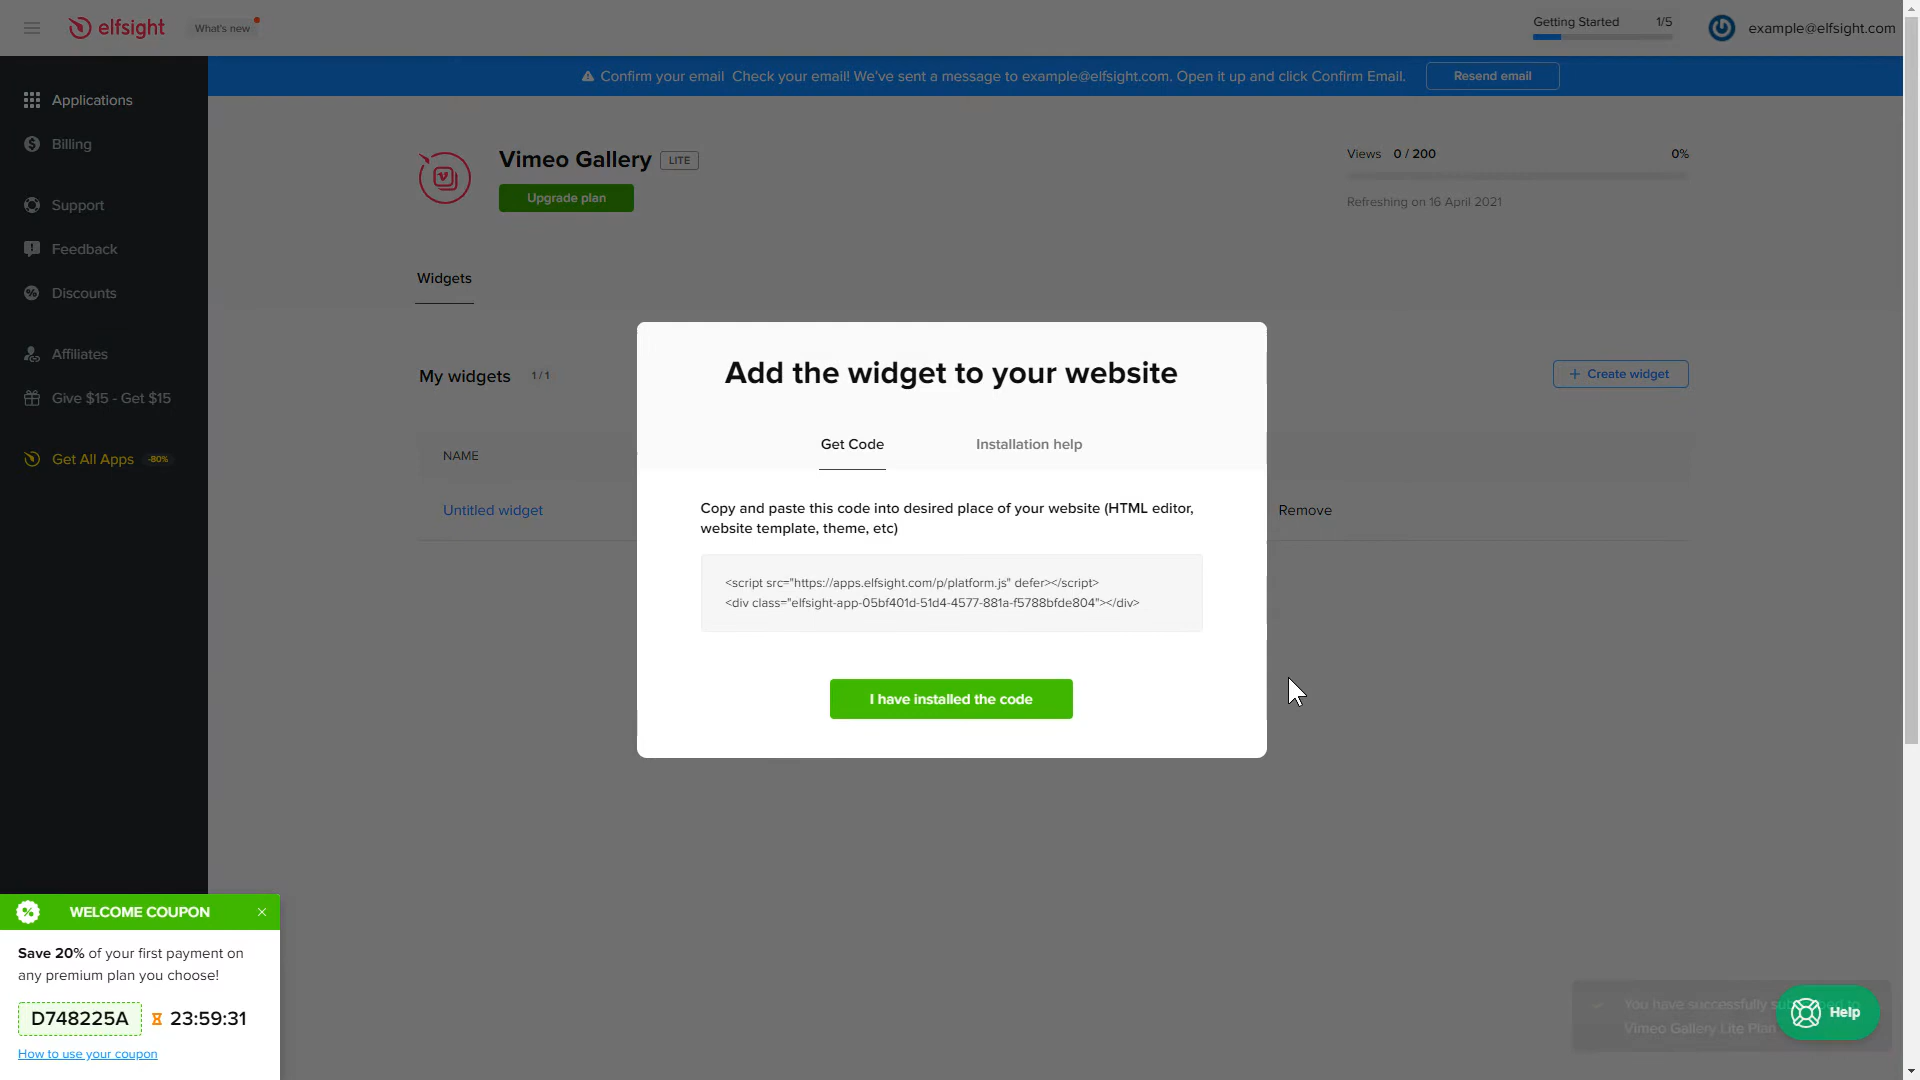 elfsight
What's new
Getting Started 1/5
example@elfsight.com
Confirm your email Check your email! We've sent a message to example@elfsight.com. Open it up and click Confirm Email.
Resend email
Applications
Billing
Support
Feedback
Discounts
Affiliates
Give $15 - Get $15
Get All Apps -80%
Vimeo Gallery LITE
Upgrade plan
Views 0 / 200 0%
Refreshing on 16 April 2021
Widgets
My widgets 1 / 1
+ Create widget
NAME
Untitled widget
Remove
Add the widget to your website
Get Code
Installation help
Copy and paste this code into desired place of your website (HTML editor,
website template, theme, etc)
<script src="https://apps.elfsight.com/p/platform.js" defer></script>
<div class="elfsight-app-05bf401d-51d4-4577-881a-f5788bfde804"></div>
I have installed the code
WELCOME COUPON
Save 20% of your first payment on
any premium plan you choose!
D748225A 23:59:31
How to use your coupon
You have successfully
Vimeo Gallery Lite Plan
Help